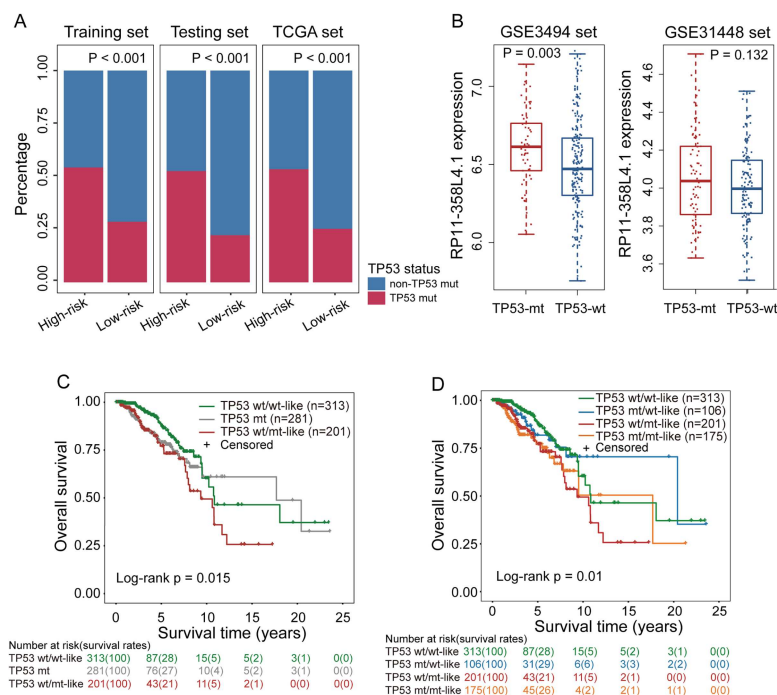 A
Training set
Testing set
TCGA set
P < 0.001
P < 0.001
P < 0.001
Percentage
1.00
0.75
0.50
0.25
0.00
High-risk
Low-risk
High-risk
Low-risk
High-risk
Low-risk
TP53 status
non-TP53 mut
TP53 mut
B
GSE3494 set
P = 0.003
RP11-358L4.1 expression
7.0
6.5
6.0
TP53-mt
TP53-wt
GSE31448 set
P = 0.132
RP11-358L4.1 expression
4.6
4.4
4.2
4.0
3.8
3.6
TP53-mt
TP53-wt
C
TP53 wt/wt-like (n=313)
TP53 mt (n=281)
TP53 wt/mt-like (n=201)
+ Censored
Overall survival
1.00
0.75
0.50
0.25
0.00
Log-rank p = 0.015
0 5 10 15 20 25
Survival time (years)
Number at risk(survival rates)
TP53 wt/wt-like 313(100) 87(28) 15(5) 5(2) 3(1) 0(0)
TP53 mt 281(100) 76(27) 10(4) 5(2) 3(1) 0(0)
TP53 wt/mt-like 201(100) 43(21) 11(5) 2(1) 0(0) 0(0)
D
TP53 wt/wt-like (n=313)
TP53 mt/wt-like (n=106)
TP53 wt/mt-like (n=201)
TP53 mt/mt-like (n=175)
+ Censored
Overall survival
1.00
0.75
0.50
0.25
0.00
Log-rank p = 0.01
0 5 10 15 20 25
Survival time (years)
Number at risk(survival rates)
TP53 wt/wt-like 313(100) 87(28) 15(5) 5(2) 3(1) 0(0)
TP53 mt/wt-like 106(100) 31(29) 6(6) 3(3) 2(2) 0(0)
TP53 wt/mt-like 201(100) 43(21) 11(5) 2(1) 0(0) 0(0)
TP53 mt/mt-like 175(100) 45(26) 4(2) 2(1) 1(1) 0(0)